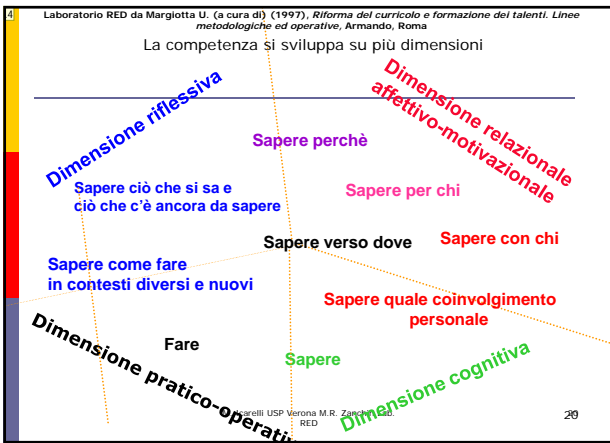 4
Laboratorio RED da Margiotta U. (a cura di) (1997), Riforma del curricolo e formazione dei talenti. Linee
metodologiche ed operative, Armando, Roma
La competenza si sviluppa su più dimensioni
Dimensione riflessiva
Dimensione relazionale
affettivo-motivazionale
Sapere perchè
Sapere ciò che si sa e
ciò che c'è ancora da sapere
Sapere per chi
Sapere verso dove
Sapere con chi
Sapere come fare
in contesti diversi e nuovi
Sapere quale coinvolgimento
personale
Fare
Sapere
Dimensione pratico-operativ
Dimensione cognitiva
USP Verona M.R.
RED